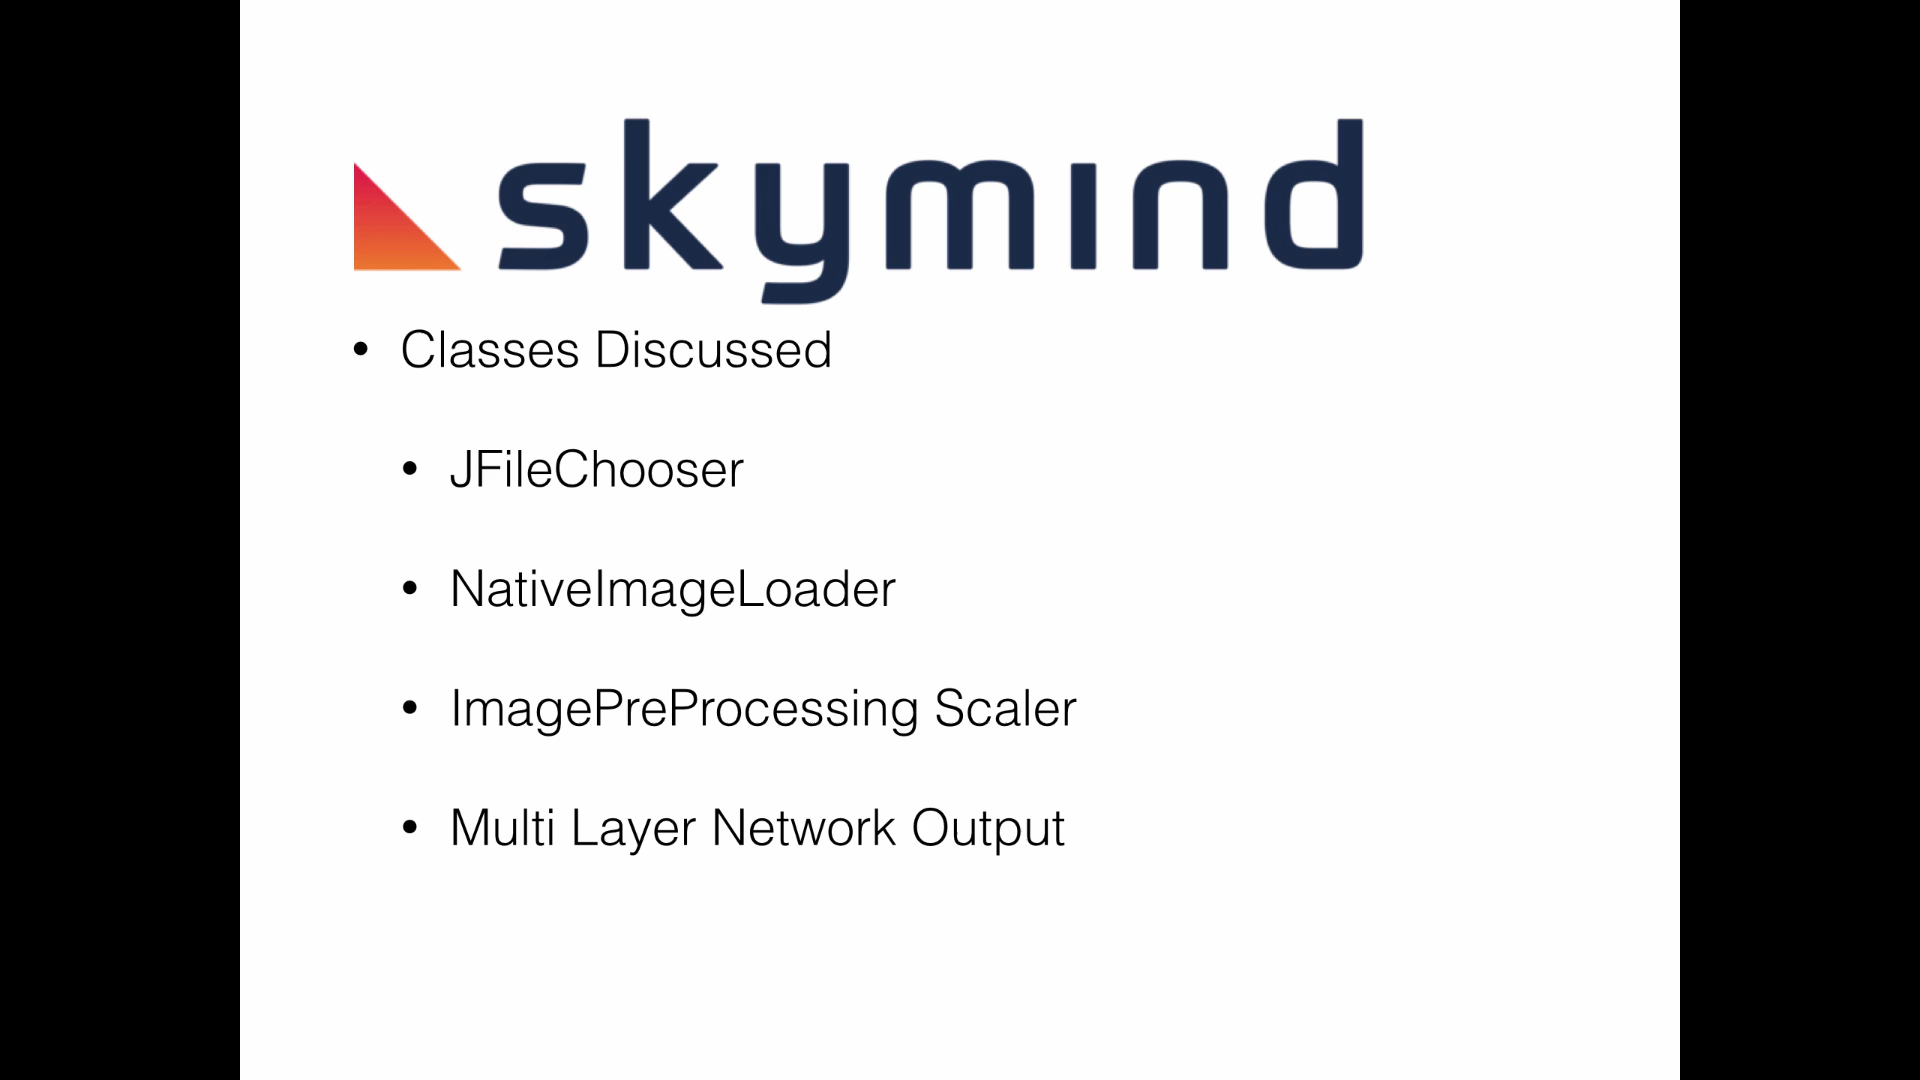 skymind
• Classes Discussed
• JFileChooser
• NativeImageLoader
• ImagePreProcessing Scaler
• Multi Layer Network Output